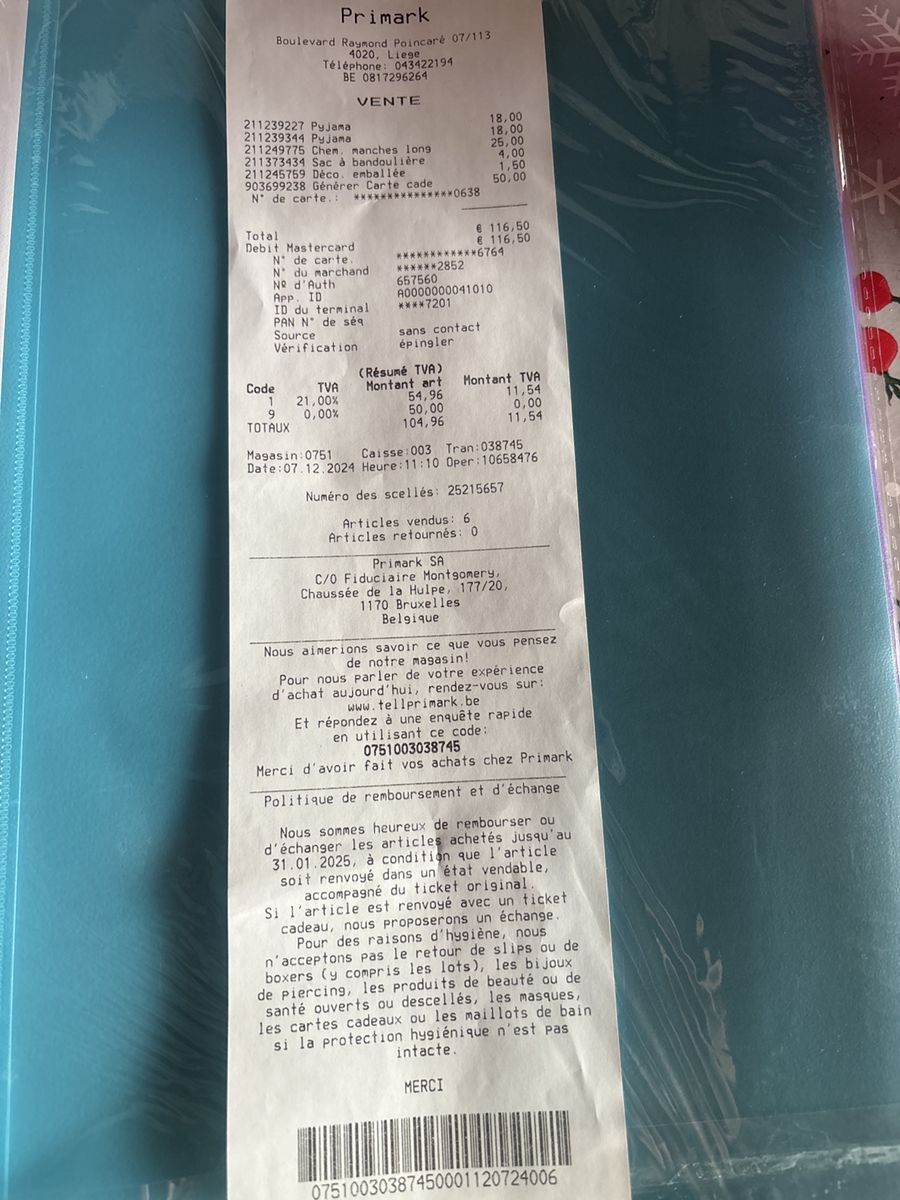 Primark
Boulevard Raymond Poincaré 07/113
4020, Liege
Téléphone: 043422194
BE 0817296264
VENTE
211239227 Pyjama 18,00
211239344 Pyjama 18,00
211249775 Chem. manches long 25,00
211373434 Sac à bandoulière 4,00
211245759 Déco. emballée 1,50
903699238 Générer Carte cade 50,00
N° de carte.: ***************0638
Total € 116,50
Debit Mastercard € 116,50
N° de carte. ************6764
N° du marchand ******2852
Nº d'Auth 657560
App. ID A0000000041010
ID du terminal ****7201
PAN N° de séq
Source sans contact
Vérification épingler
(Résumé TVA)
Code TVA Montant art Montant TVA
1 21,00% 54,96 11,54
9 0,00% 50,00 0,00
TOTAUX 104,96 11,54
Magasin:0751 Caisse:003 Tran:038745
Date:07.12.2024 Heure:11:10 Oper:10658476
Numéro des scellés: 25215657
Articles vendus: 6
Articles retournés: 0
Primark SA
C/O Fiduciaire Montgomery,
Chaussée de la Hulpe, 177/20,
1170 Bruxelles
Belgique
Nous aimerions savoir ce que vous pensez
de notre magasin!
Pour nous parler de votre expérience
d'achat aujourd'hui, rendez-vous sur:
www.tellprimark.be
Et répondez à une enquête rapide
en utilisant ce code:
0751003038745
Merci d'avoir fait vos achats chez Primark
Politique de remboursement et d'échange
Nous sommes heureux de rembourser ou
d'échanger les articles achetés jusqu'au
31.01.2025, à condition que l'article
soit renvoyé dans un état vendable,
accompagné du ticket original.
Si l'article est renvoyé avec un ticket
cadeau, nous proposerons un échange.
Pour des raisons d'hygiène, nous
n'acceptons pas le retour de slips ou de
boxers (y compris les lots), les bijoux
de piercing, les produits de beauté ou de
santé ouverts ou descellés, les masques,
les cartes cadeaux ou les maillots de bain
si la protection hygiénique n'est pas
intacte.
MERCI
07510030387450001120724006